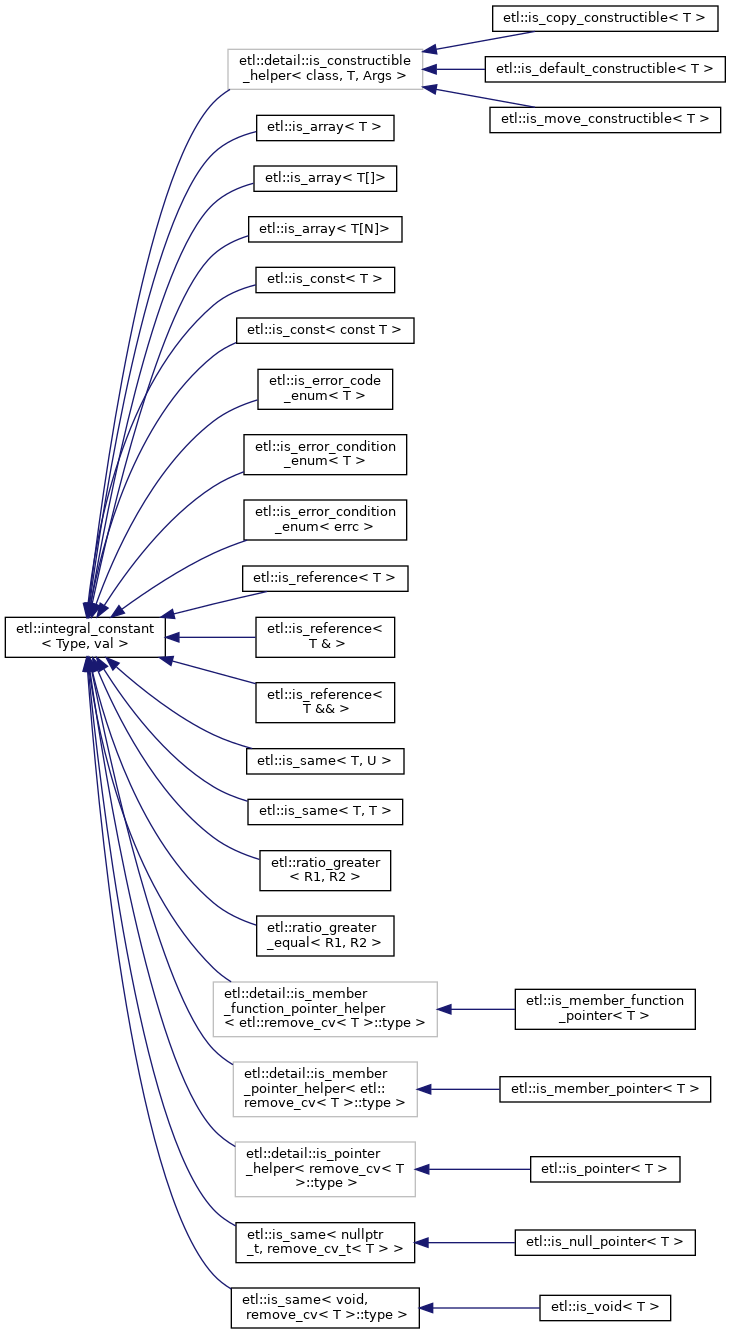 etl::is_copy_constructible< T >
etl::detail::is_constructible
_helper< class, T, Args >
etl::is_default_constructible< T >
etl::is_move_constructible< T >
etl::is_array< T >
etl::is_array< T[]>
etl::is_array< T[N]>
etl::is_const< T >
etl::is_const< const T >
etl::is_error_code
_enum< T >
etl::is_error_condition
_enum< T >
etl::is_error_condition
_enum< errc >
etl::is_reference< T >
etl::integral_constant
< Type, val >
etl::is_reference<
T & >
etl::is_reference<
T && >
etl::is_same< T, U >
etl::is_same< T, T >
etl::ratio_greater
< R1, R2 >
etl::ratio_greater
_equal< R1, R2 >
etl::detail::is_member
_function_pointer_helper
< etl::remove_cv< T >::type >
etl::is_member_function
_pointer< T >
etl::detail::is_member
_pointer_helper< etl::
remove_cv< T >::type >
etl::is_member_pointer< T >
etl::detail::is_pointer
_helper< remove_cv< T
>::type >
etl::is_pointer< T >
etl::is_same< nullptr
_t, remove_cv_t< T > >
etl::is_null_pointer< T >
etl::is_same< void,
remove_cv< T >::type >
etl::is_void< T >